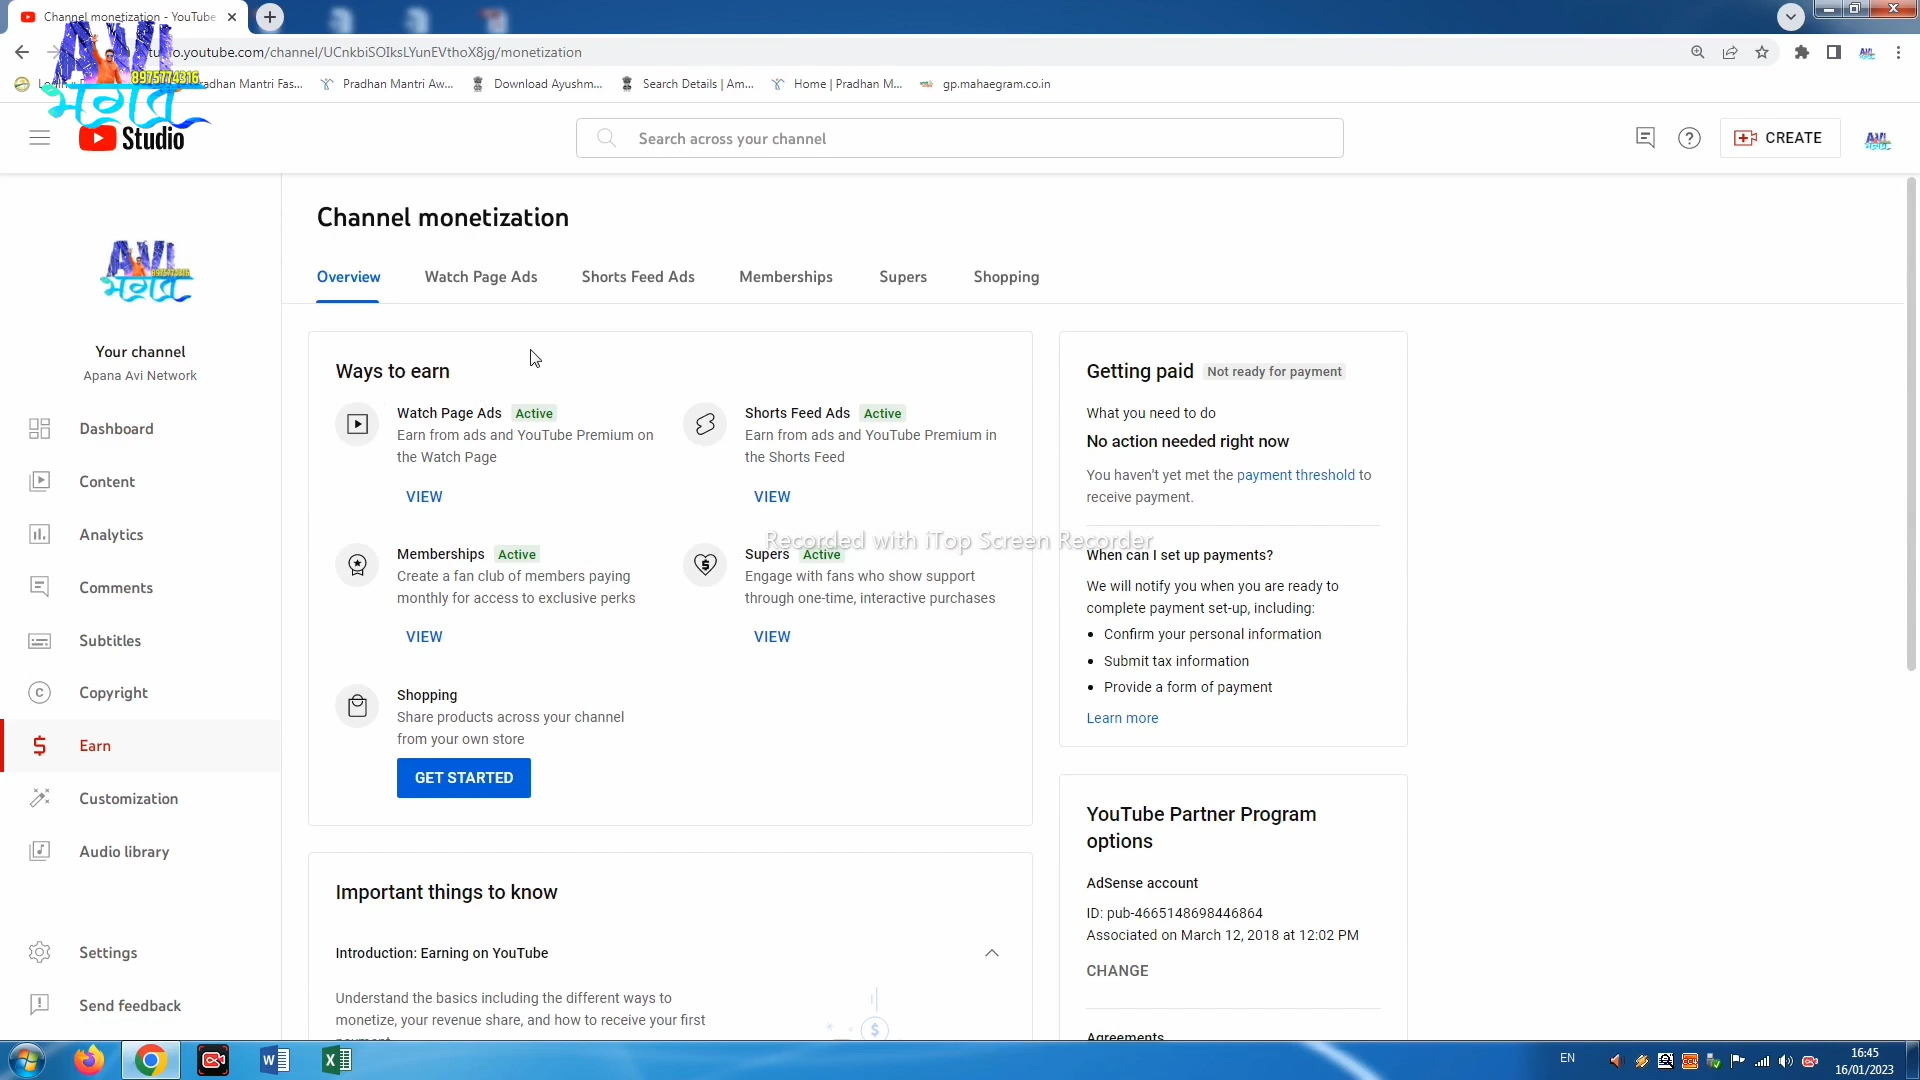 Channel monetization - YouTube
.youtube.com/channel/UCnkbiSOIksLYunEVthoX8jg/monetization
AVI
8975774316
भगत
Pradhan Mantri Fas...
Pradhan Mantri Aw...
Download Ayushm...
Search Details | Am...
Home | Pradhan M...
gp.mahaegram.co.in
Studio
Search across your channel
CREATE
Channel monetization
Overview
Watch Page Ads
Shorts Feed Ads
Memberships
Supers
Shopping
AVI
भगत
Your channel
Apana Avi Network
Dashboard
Content
Analytics
Comments
Subtitles
Copyright
Earn
Customization
Audio library
Settings
Send feedback
Ways to earn
Watch Page Ads Active
Earn from ads and YouTube Premium on
the Watch Page
VIEW
Shorts Feed Ads Active
Earn from ads and YouTube Premium in
the Shorts Feed
VIEW
Recorded with iTop Screen Recorder
Memberships Active
Create a fan club of members paying
monthly for access to exclusive perks
VIEW
Supers Active
Engage with fans who show support
through one-time, interactive purchases
VIEW
Shopping
Share products across your channel
from your own store
GET STARTED
Important things to know
Introduction: Earning on YouTube
Understand the basics including the different ways to
monetize, your revenue share, and how to receive your first
Getting paid Not ready for payment
What you need to do
No action needed right now
You haven't yet met the payment threshold to
receive payment.
When can I set up payments?
We will notify you when you are ready to
complete payment set-up, including:
• Confirm your personal information
• Submit tax information
• Provide a form of payment
Learn more
YouTube Partner Program
options
AdSense account
ID: pub-4665148698446864
Associated on March 12, 2018 at 12:02 PM
CHANGE
Agreements
EN
16:45
16/01/2023